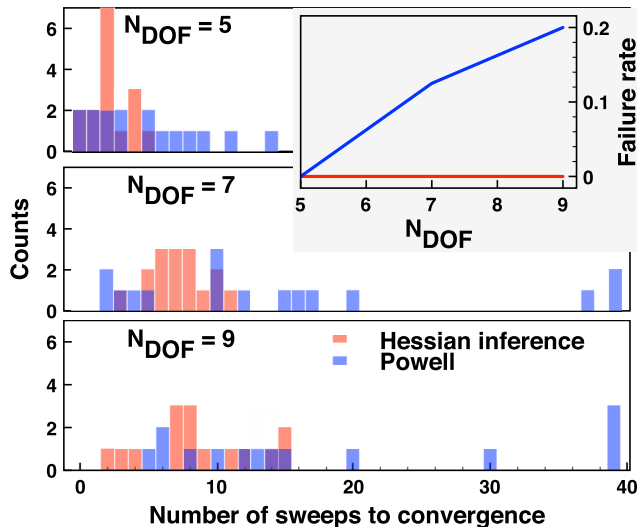 N_DOF = 5
6
4
2
0
0.2
0.1
0
Failure rate
5
6
7
8
9
N_DOF
N_DOF = 7
6
4
2
0
Counts
N_DOF = 9
6
4
2
0
Hessian inference
Powell
0
10
20
30
40
Number of sweeps to convergence